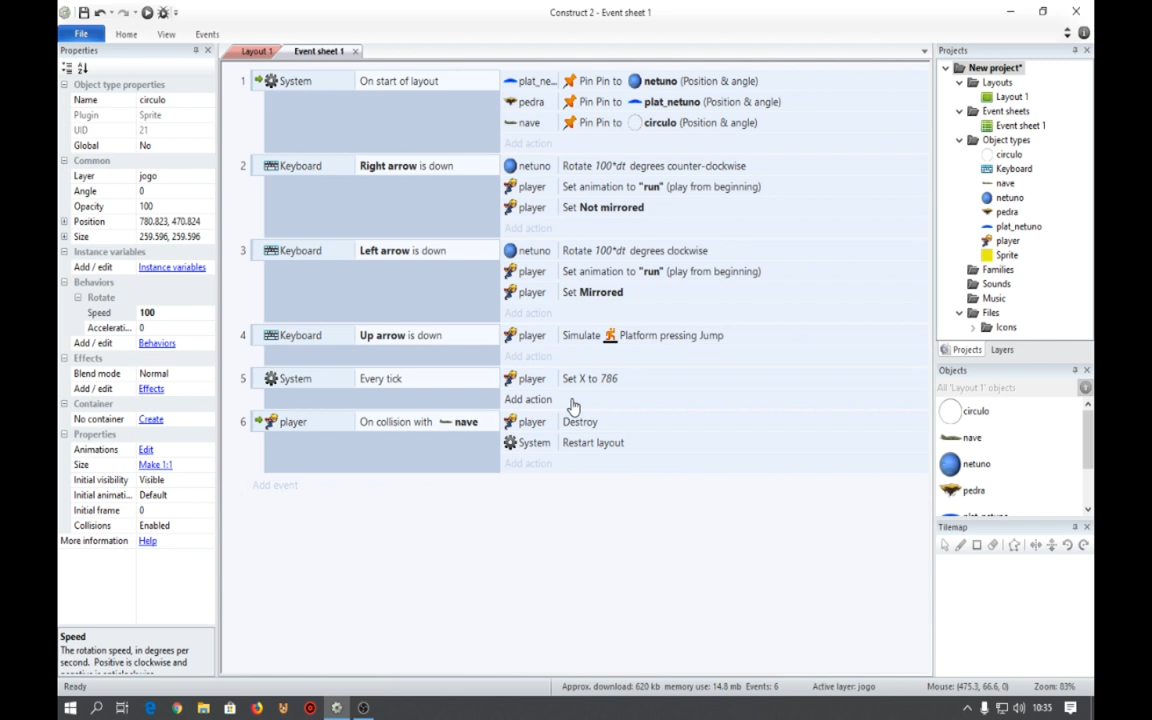 Construct 2 - Event sheet 1
File Home View Events
Properties
Layout 1 Event sheet 1
Projects
Object type properties
Name circulo
Plugin Sprite
UID 21
Global No
Common
Layer jogo
Angle 0
Opacity 100
Position 780.823, 470.824
Size 259.596, 259.596
Instance variables
Add / edit Instance variables
Behaviors
Rotate
Speed 100
Accelerati... 0
Add / edit Behaviors
Effects
Blend mode Normal
Add / edit Effects
Container
No container Create
Properties
Animations Edit
Size Make 1:1
Initial visibility Visible
Initial animati... Default
Initial frame 0
Collisions Enabled
More information Help
Speed
The rotation speed, in degrees per
second. Positive is clockwise and
1 System On start of layout plat_ne... Pin Pin to netuno (Position & angle)
pedra Pin Pin to plat_netuno (Position & angle)
nave Pin Pin to circulo (Position & angle)
Add action
2 Keyboard Right arrow is down netuno Rotate 100*dt degrees counter-clockwise
player Set animation to "run" (play from beginning)
player Set Not mirrored
Add action
3 Keyboard Left arrow is down netuno Rotate 100*dt degrees clockwise
player Set animation to "run" (play from beginning)
player Set Mirrored
Add action
4 Keyboard Up arrow is down player Simulate Platform pressing Jump
Add action
5 System Every tick player Set X to 786
Add action
6 player On collision with nave player Destroy
System Restart layout
Add action
Add event
New project*
Layouts
Layout 1
Event sheets
Event sheet 1
Object types
circulo
Keyboard
nave
netuno
pedra
plat_netuno
player
Sprite
Families
Sounds
Music
Files
Icons
Projects Layers
Objects
All 'Layout 1' objects
circulo
nave
netuno
pedra
Tilemap
Ready Approx. download: 620 kb memory use: 14.8 mb Events: 6 Active layer: jogo Mouse: (475.3, 66.6, 0) Zoom: 83%
10:35